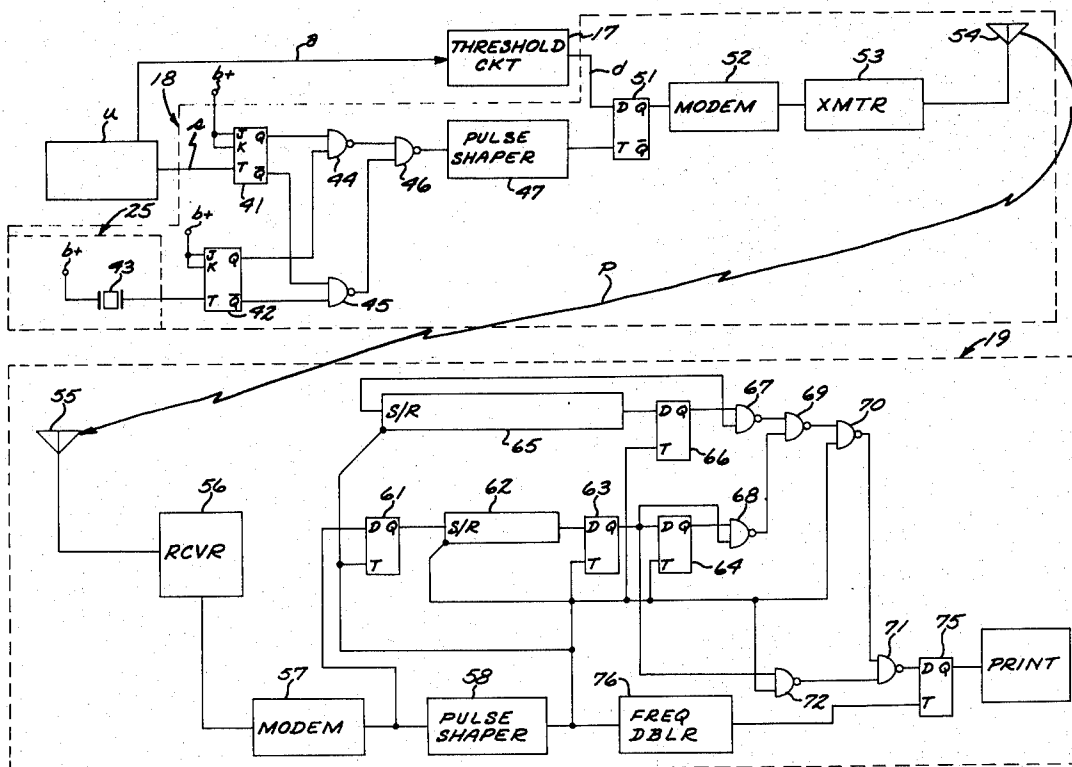 17
54
a
THRESHOLD
CKT
d
52
53
b+
18
51
u
s
J
K
Q
D Q
MODEM
XMTR
PULSE
SHAPER
T Q̅
44
46
T Q̅
41
47
25
b+
b+
43
J
K
Q
P
T Q̅
42
45
19
55
67
69
70
S/R
D Q
65
T
66
56
61
62
63
68
D Q
S/R
D Q
D Q
RCVR
T
T
T
64
71
75
57
58
76
D Q
PRINT
72
T
MODEM
PULSE
SHAPER
FREQ
DBLR